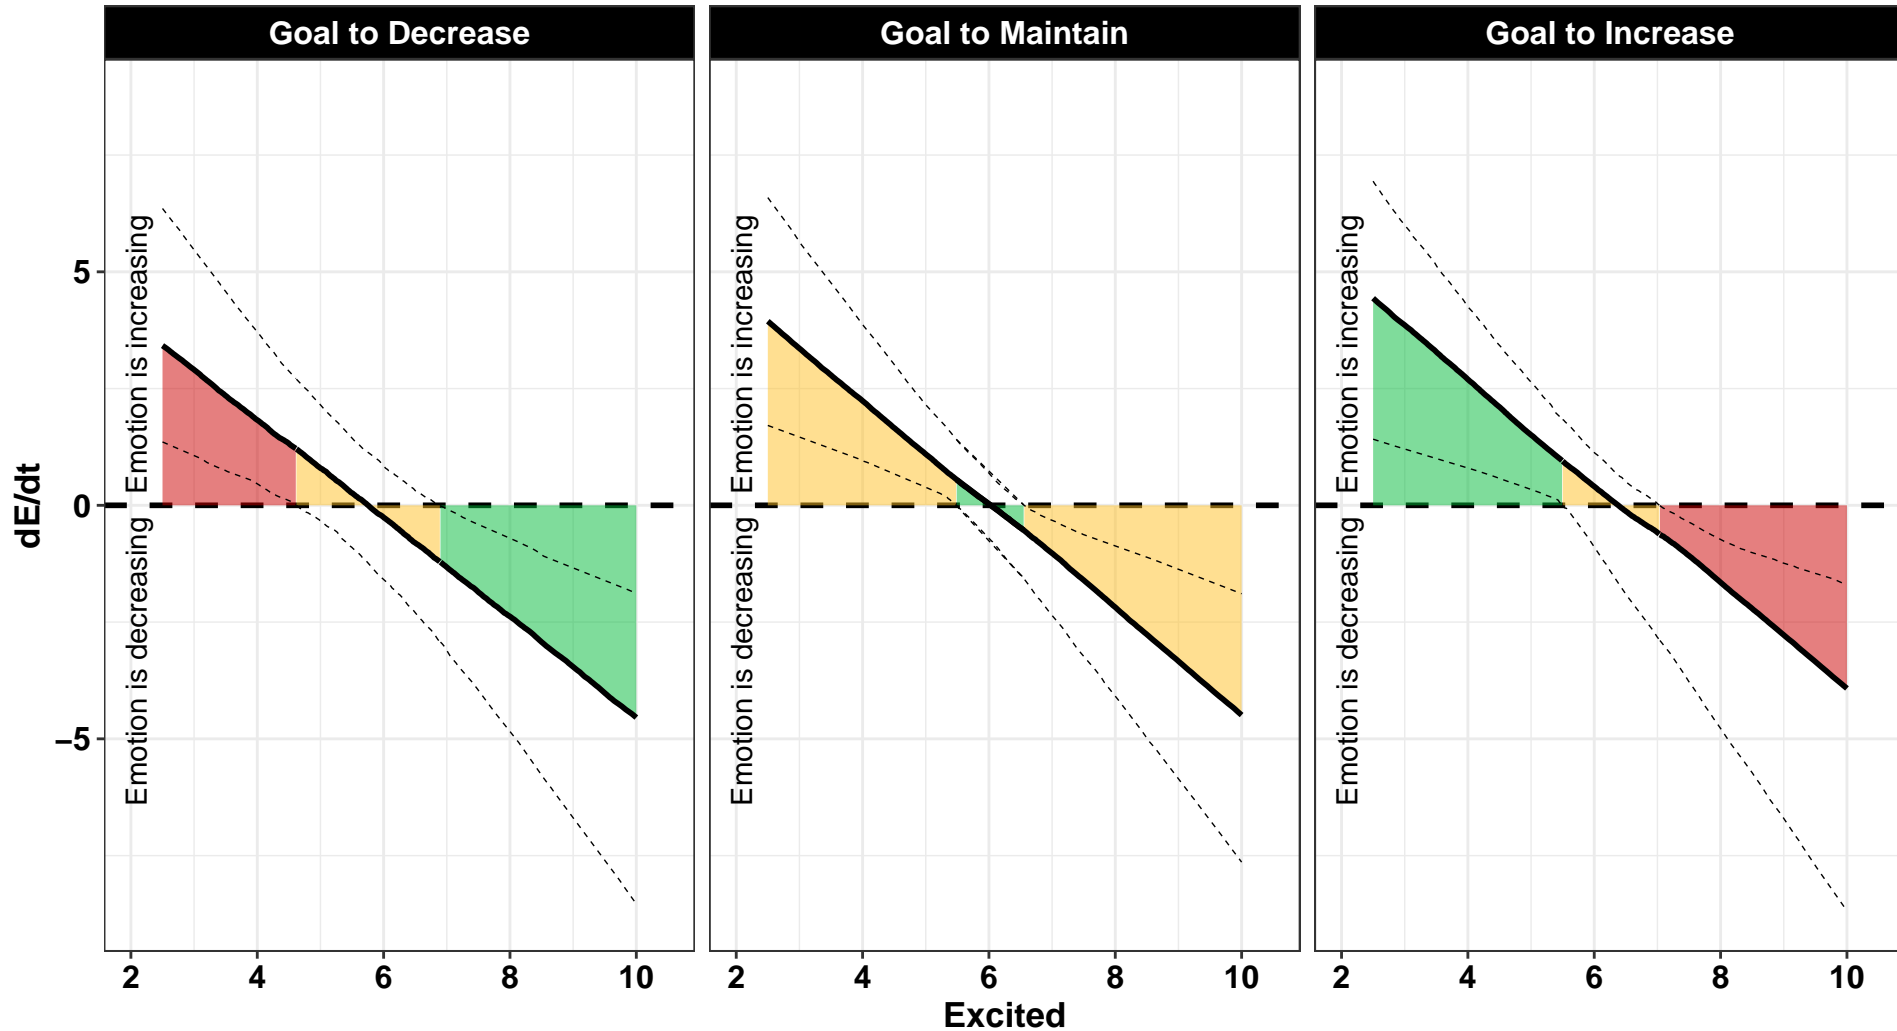 Goal to Decrease
Goal to Maintain
Goal to Increase
dE/dt
5
0
−5
Emotion is increasing
Emotion is decreasing
Emotion is increasing
Emotion is decreasing
Emotion is increasing
Emotion is decreasing
2 4 6 8 10
2 4 6 8 10
2 4 6 8 10
Excited